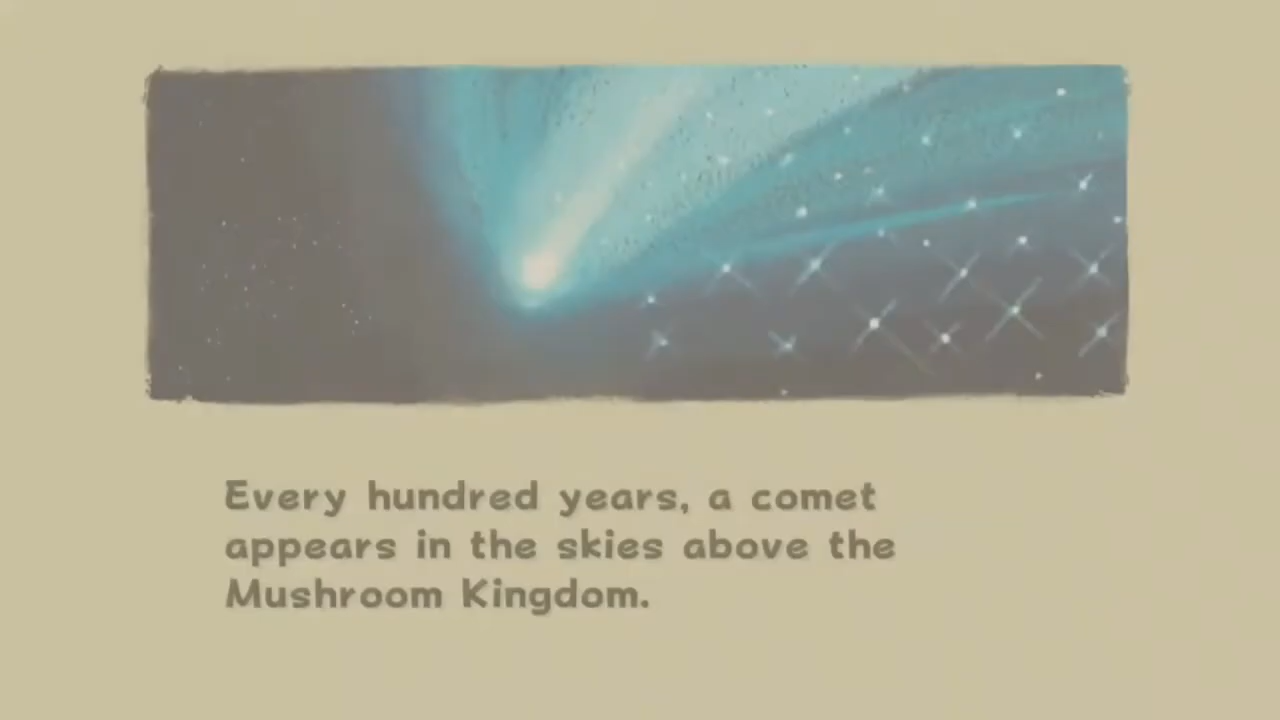 Every hundred years, a comet
appears in the skies above the
Mushroom Kingdom.